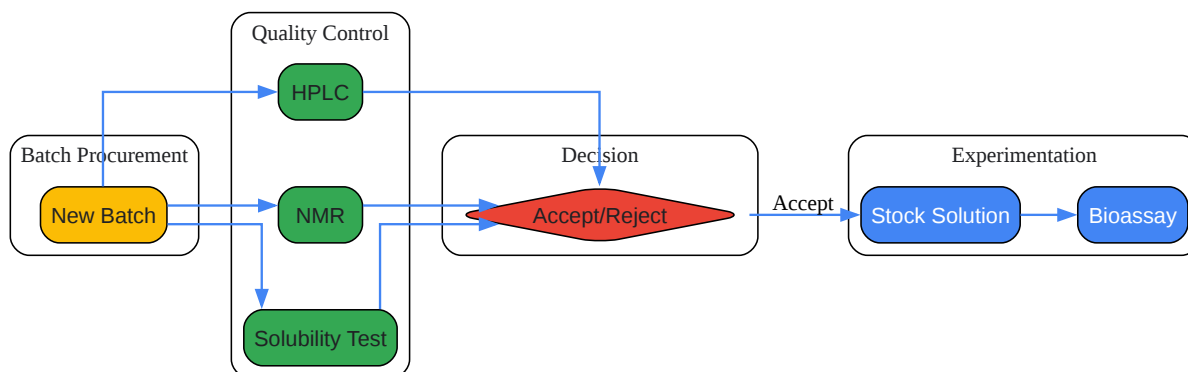 Batch Procurement
New Batch
Quality Control
HPLC
NMR
Solubility Test
Decision
Accept/Reject
Accept
Experimentation
Stock Solution
Bioassay